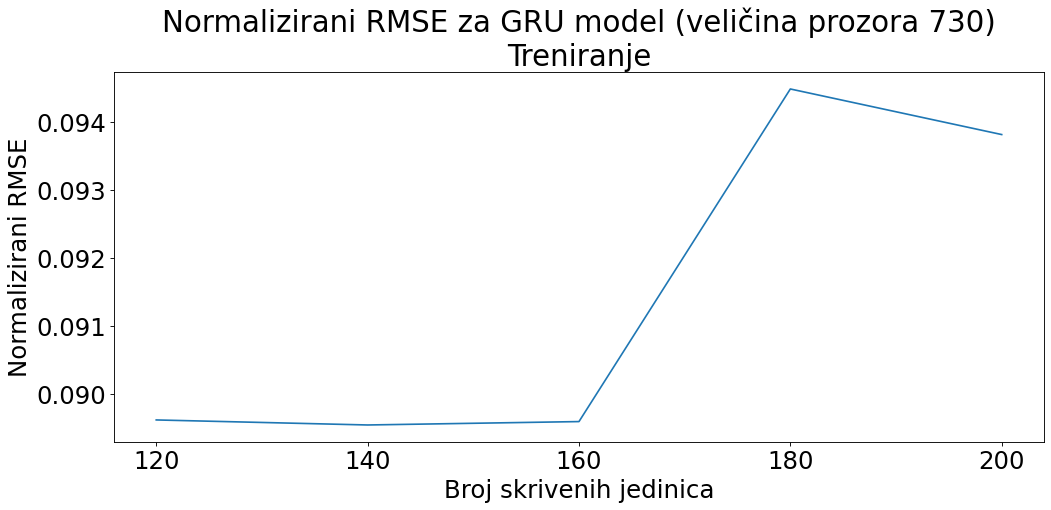 Normalizirani RMSE za GRU model (veličina prozora 730)
Treniranje
Normalizirani RMSE
0.094
0.093
0.092
0.091
0.090
120 140 160 180 200
Broj skrivenih jedinica